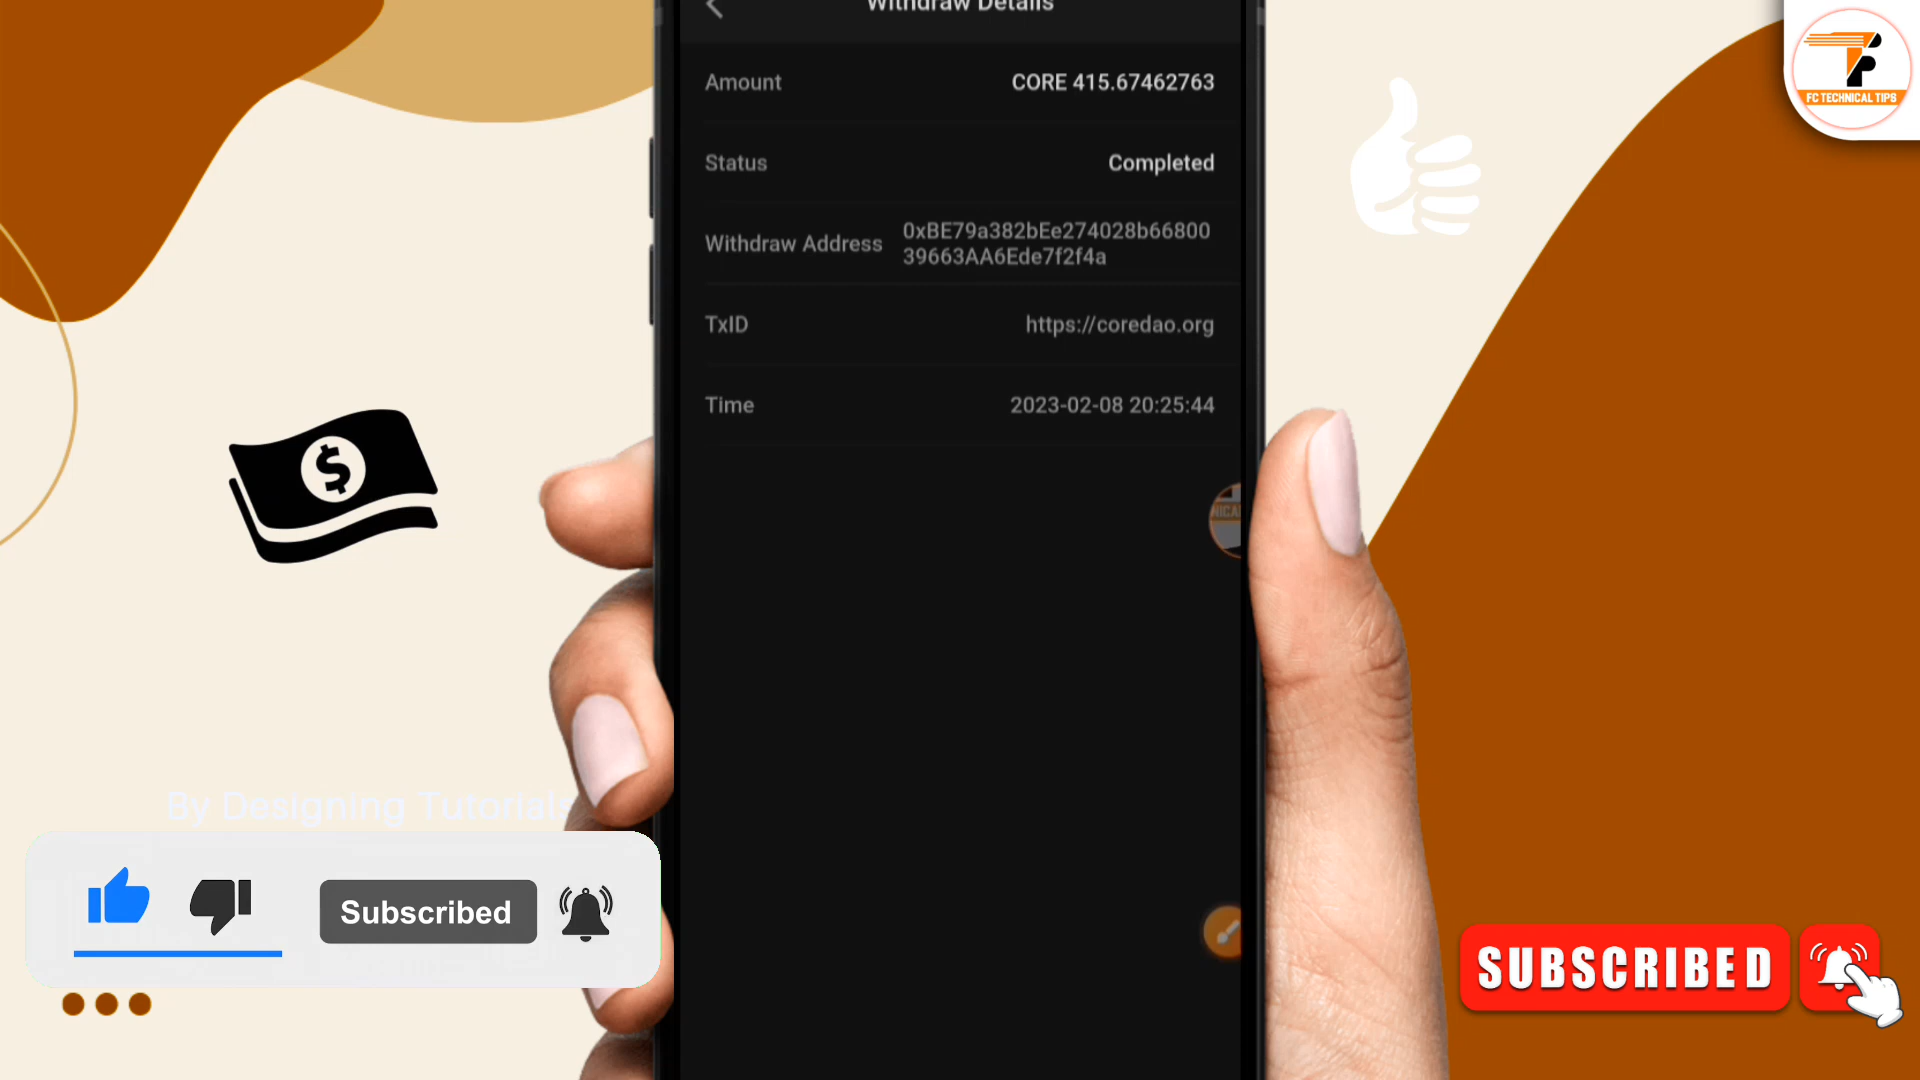 Withdraw Details
Amount
CORE 415.67462763
Status
Completed
Withdraw Address
0xBE79a382bEe274028b66800
39663AA6Ede7f2f4a
TxID
https://coredao.org
Time
2023-02-08 20:25:44
FC TECHNICAL TIPS
By Designing Tutorials
Subscribed
SUBSCRIBED